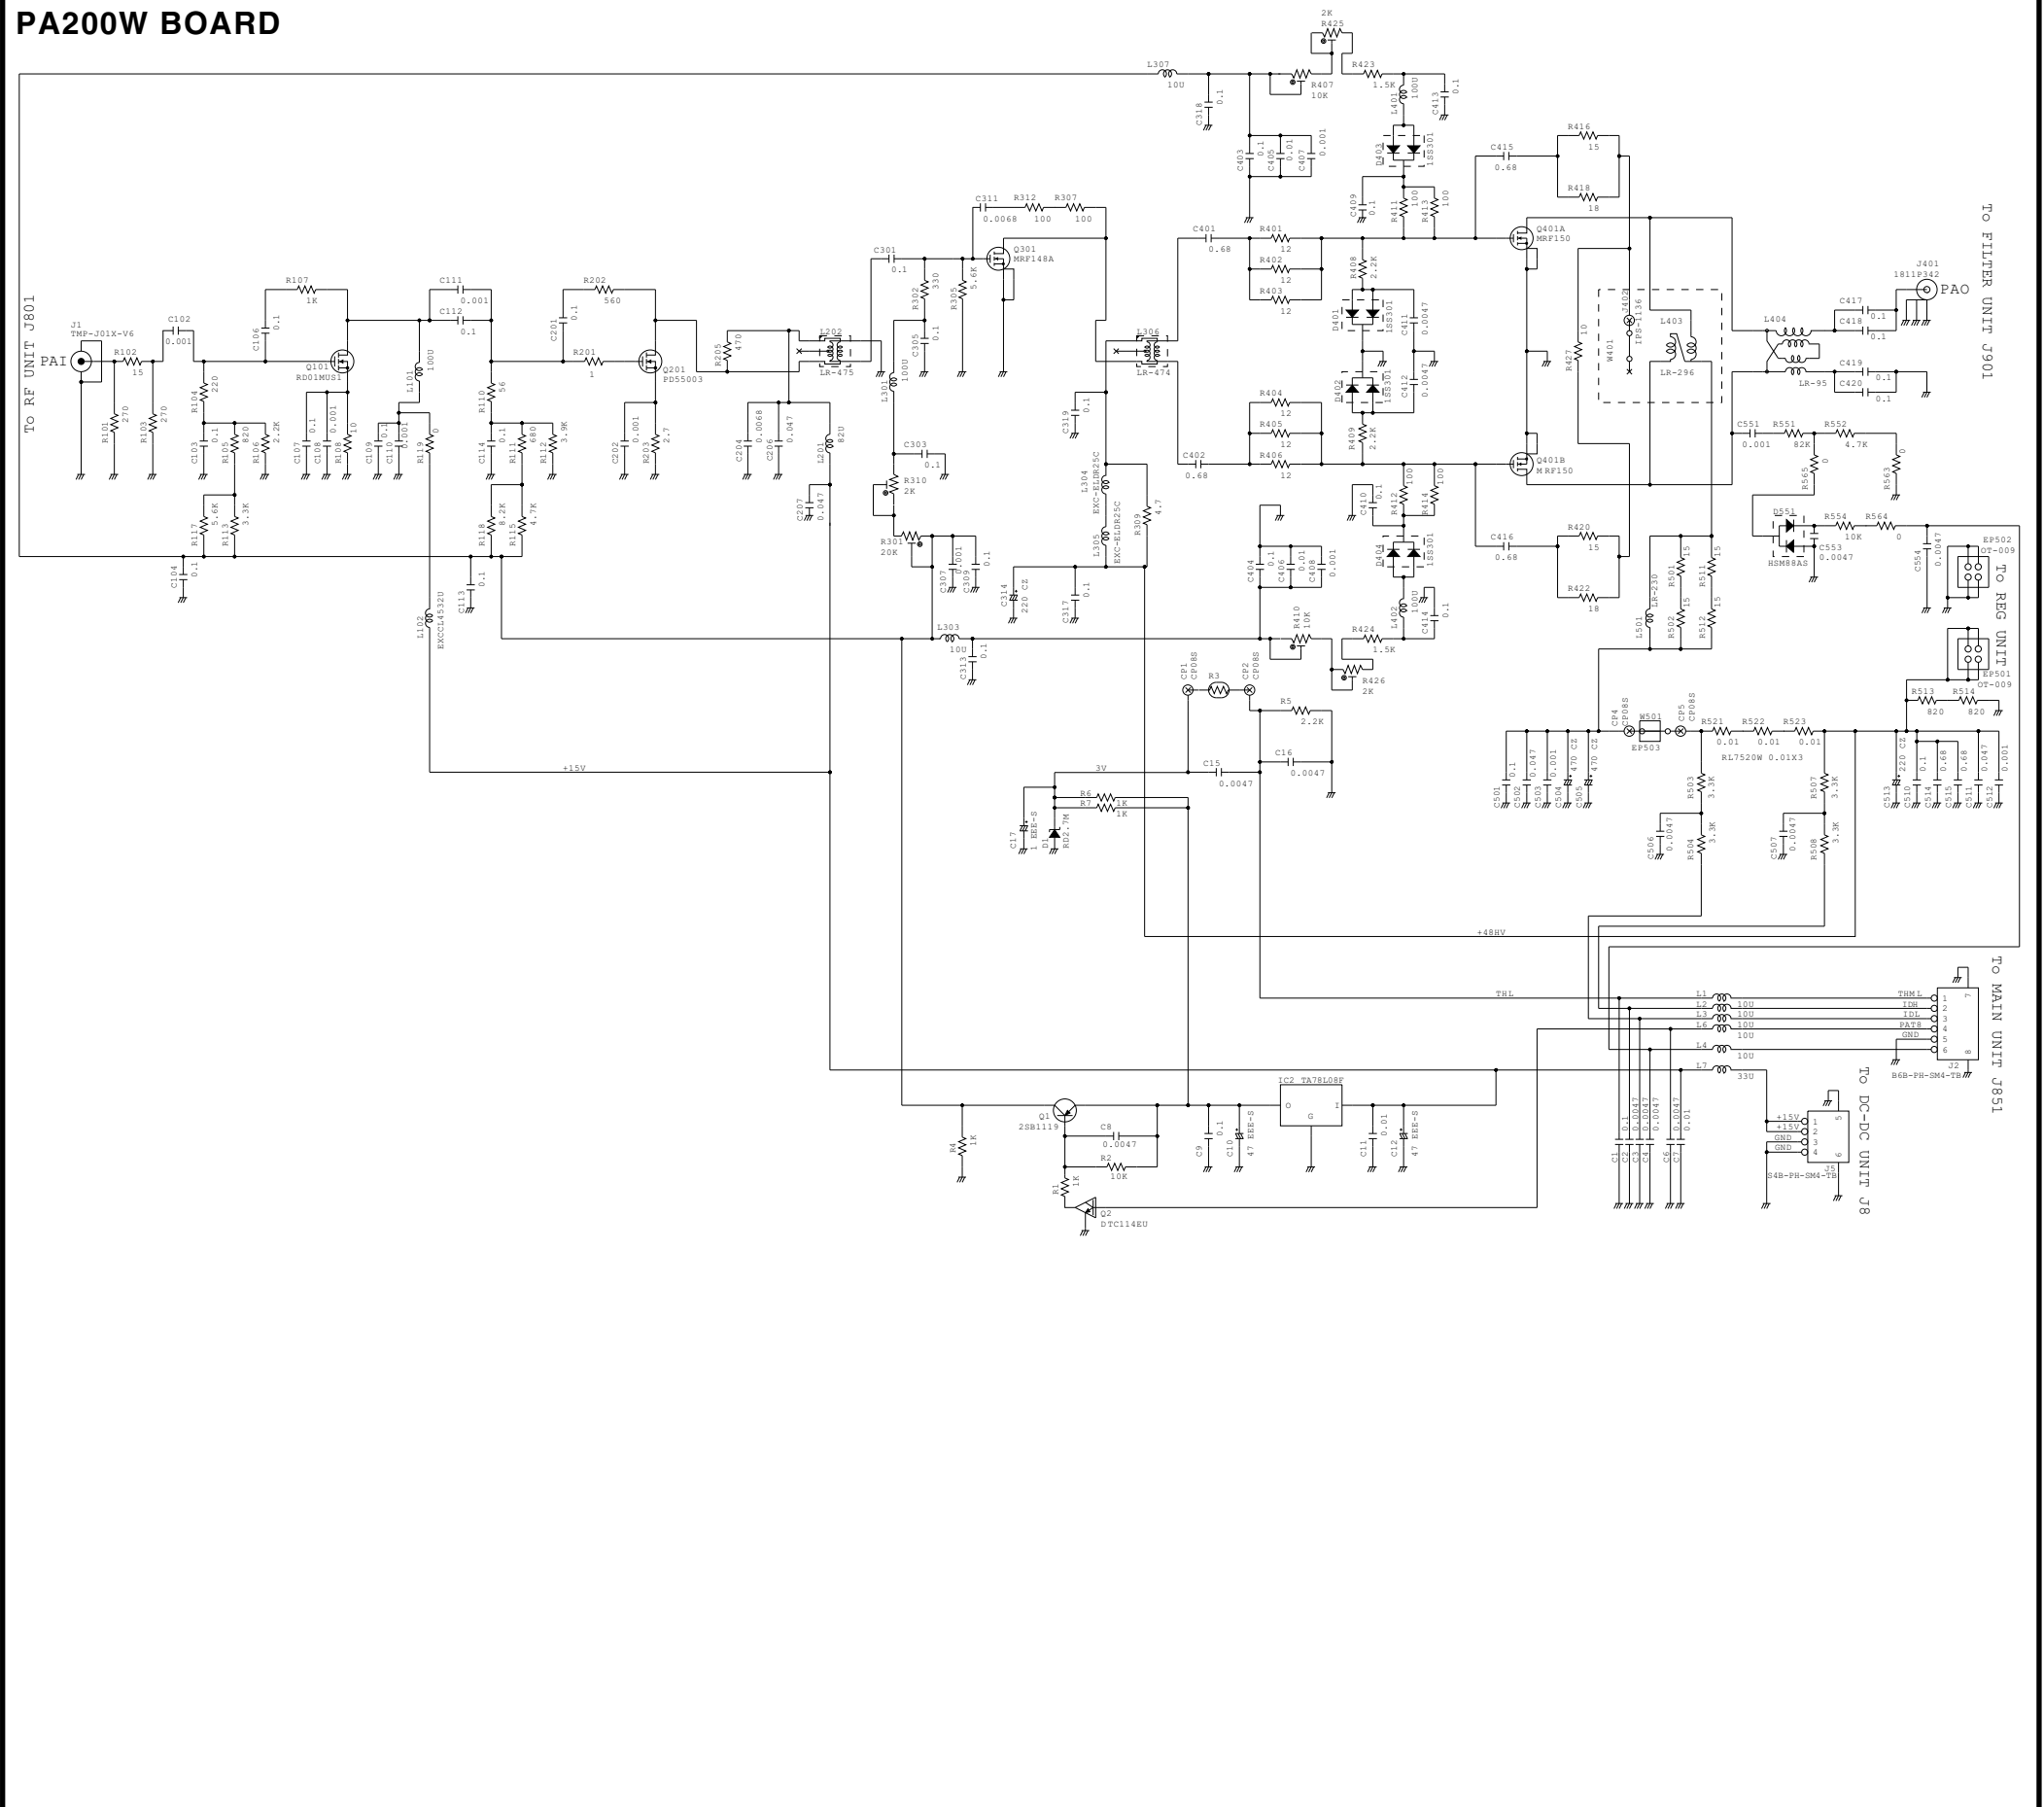 PA200W BOARD
2K
R425
L307
10U
R407
10K
R423
1.5K
L401
100U
C413
0.1
C318
0.1
C403
0.1
C405
0.01
C407
0.001
D403
1SS301
C415
0.68
R416
15
R418
18
C409
0.1
R411
100
R413
100
C311
0.0068
R312
100
R307
100
Q301
MRF148A
C301
0.1
R302
330
R305
5.6K
C305
0.1
C401
0.68
R401
12
R402
12
R403
12
R408
2.2K
D401
1SS301
C411
0.0047
Q401A
MRF150
J401
1811P342
PAO
TO FILTER UNIT J901
TO RF UNIT J801
J1
TMP-J01X-V6
PAI
R102
15
C102
0.001
R101
270
R103
270
R104
220
C106
0.1
R107
1K
Q101
RD01MUS1
L101
100U
C111
0.001
C112
0.1
R110
56
C201
0.1
R202
560
R201
1
Q201
PD55003
R205
470
L202
LR-475
L301
100U
L306
LR-474
D402
1SS301
C412
0.0047
R409
2.2K
R404
12
R405
12
R406
12
C402
0.68
Q401B
MRF150
R427
10
W401
J402
IPS-1136
L403
LR-296
L404
LR-95
C417
0.1
C418
0.1
C419
0.1
C420
0.1
C551
0.001
R551
82K
R552
4.7K
R565
0
R563
0
C103
0.1
R105
820
R106
2.2K
C107
0.1
C108
0.001
R108
10
C109
0.1
C110
0.001
R119
0
C114
0.1
R111
680
R112
3.9K
C202
0.001
R203
2.7
C204
0.0068
C206
0.047
L201
82U
C207
0.047
C303
0.1
R310
2K
R301
20K
C307
0.001
C309
0.1
C319
0.1
L304
EXC-ELDR25C
L305
EXC-ELDR25C
R309
4.7
C314
220 CZ
C317
0.1
R117
5.6K
R113
3.3K
R118
8.2K
R115
4.7K
C104
0.1
C113
0.1
L102
EXCCL4532U
L303
10U
C313
0.1
C410
0.1
R412
100
R414
100
C404
0.1
C406
0.01
C408
0.001
D404
1SS301
L402
100U
C414
0.1
R410
10K
R424
1.5K
R426
2K
C416
0.68
R420
15
R422
18
L501
LR-230
R501
15
R502
15
R511
15
R512
15
D551
HSM88AS
R554
10K
R564
0
C553
0.0047
C554
0.0047
EP502
OT-009
TO REG UNIT
EP501
OT-009
R513
820
R514
820
CP1
CP08S
R3
CP2
CP08S
R5
2.2K
C16
0.0047
C15
0.0047
+15V
3V
R6
1K
R7
1K
C17
1 EEE-S
D1
RD2.7M
CP4
CP08S
W501
EP503
CP5
CP08S
R521
0.01
R522
0.01
R523
0.01
RL7520W 0.01X3
C501
0.1
C502
0.047
C503
0.001
C504
470 CZ
C505
470 CZ
R503
3.3K
R507
3.3K
C506
0.0047
R504
3.3K
C507
0.0047
R508
3.3K
C513
220 CZ
C510
0.1
C514
0.68
C515
0.68
C511
0.047
C512
0.001
+48HV
THL
L1
L2
10U
L3
10U
L6
10U
L4
10U
L7
33U
THML
IDH
IDL
PAT8
GND
1
2
3
4
5
6
7
8
J2
B6B-PH-SM4-TB
TO MAIN UNIT J851
TO DC-DC UNIT J8
+15V
+15V
GND
GND
1
2
3
4
5
6
J5
S4B-PH-SM4-TB
Q1
2SB1119
R4
1K
C8
0.0047
R2
10K
R1
1K
Q2
DTC114EU
C9
0.1
C10
47 EEE-S
IC2 TA78L08F
O
I
G
C11
0.01
C12
47 EEE-S
C1
0.1
C2
0.0047
C3
0.0047
C4
0.0047
C6
0.0047
C7
0.01